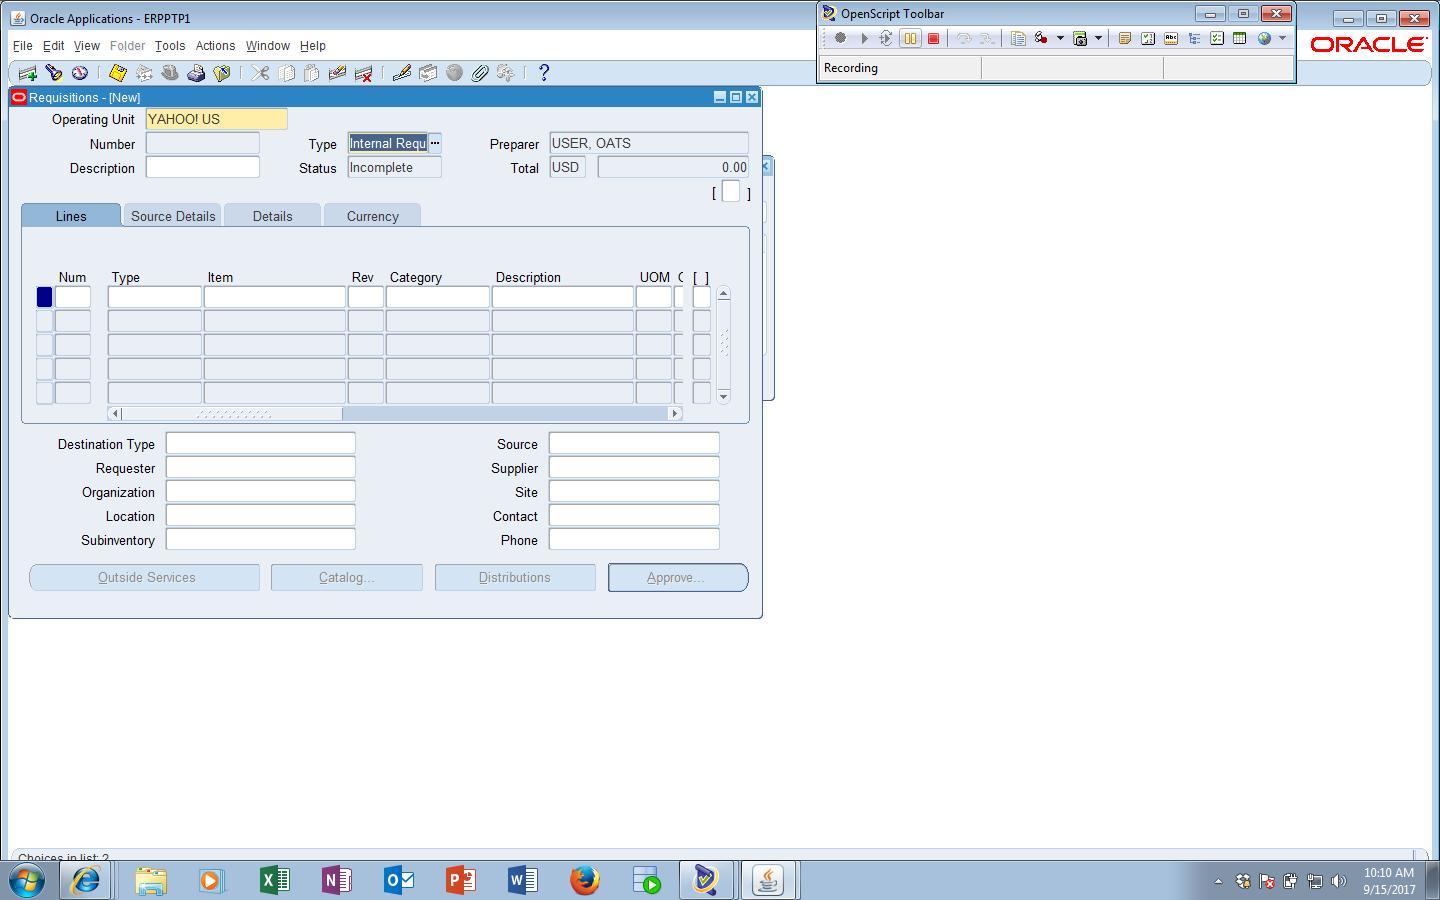 Oracle Applications - ERPPTP1
OpenScript Toolbar
File Edit View Folder Tools Actions Window Help
ORACLE
Recording
Requisitions - [New]
Operating Unit YAHOO! US
Number Type Internal Requ ... Preparer USER, OATS
Description Status Incomplete Total USD 0.00
[ ]
Lines Source Details Details Currency
Num Type Item Rev Category Description UOM [ ]
Destination Type Source
Requester Supplier
Organization Site
Location Contact
Subinventory Phone
Outside Services Catalog... Distributions Approve...
Choices in list: 2
10:10 AM
9/15/2017